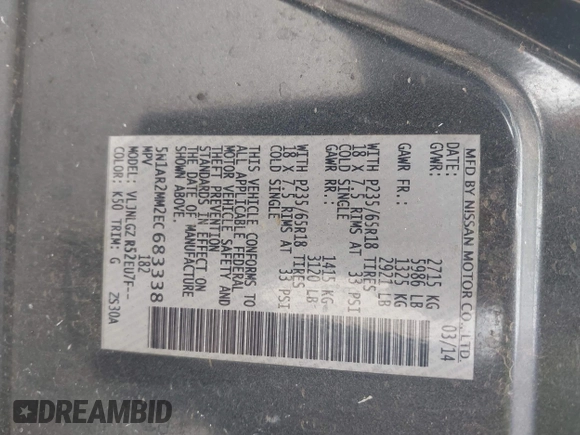 MFD BY NISSAN MOTOR CO., LTD.
DATE: 03/14
GVWR: 2715 KG
5986 LB
GAWR FR.: 1325 KG
2921 LB
WITH P235/65R18 TIRES
18 X 7.5 RIMS AT 33 PSI
COLD SINGLE
GAWR RR.: 1415 KG
3120 LB
WITH P235/65R18 TIRES
18 X 7.5 RIMS AT 33 PSI
COLD SINGLE
THIS VEHICLE CONFORMS TO
ALL APPLICABLE FEDERAL
MOTOR VEHICLE SAFETY AND
THEFT PREVENTION
STANDARDS IN EFFECT ON
THE DATE OF MANUFACTURE
SHOWN ABOVE.
5N1AR2MM2EC683338
MPV 182
MODEL: VLJNLGZ R52EU7F--
COLOR: K50 TRIM: G 2S30A
DREAMBID